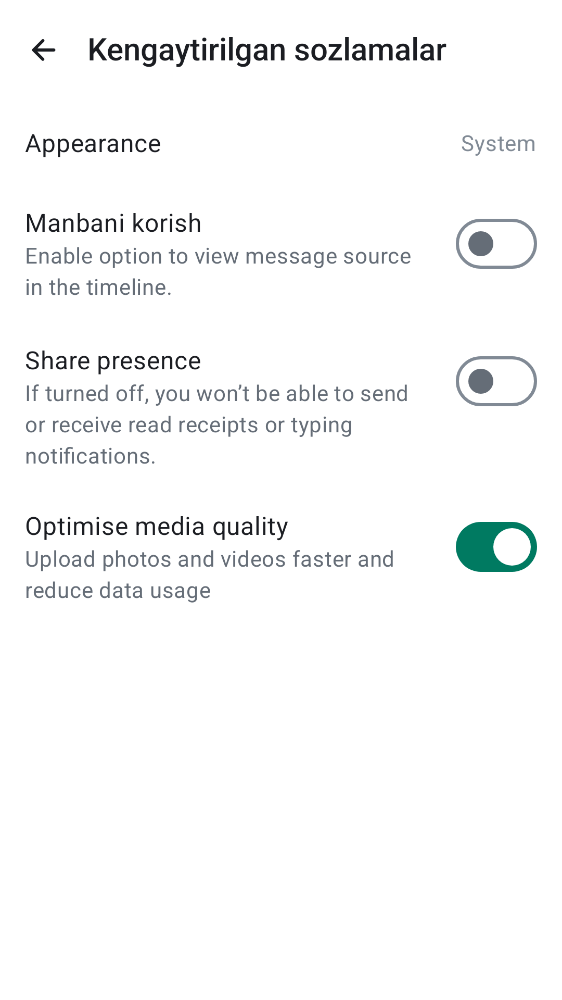 Kengaytirilgan sozlamalar
Appearance
System
Manbani korish
Enable option to view message source
in the timeline.
Share presence
If turned off, you won’t be able to send
or receive read receipts or typing
notifications.
Optimise media quality
Upload photos and videos faster and
reduce data usage